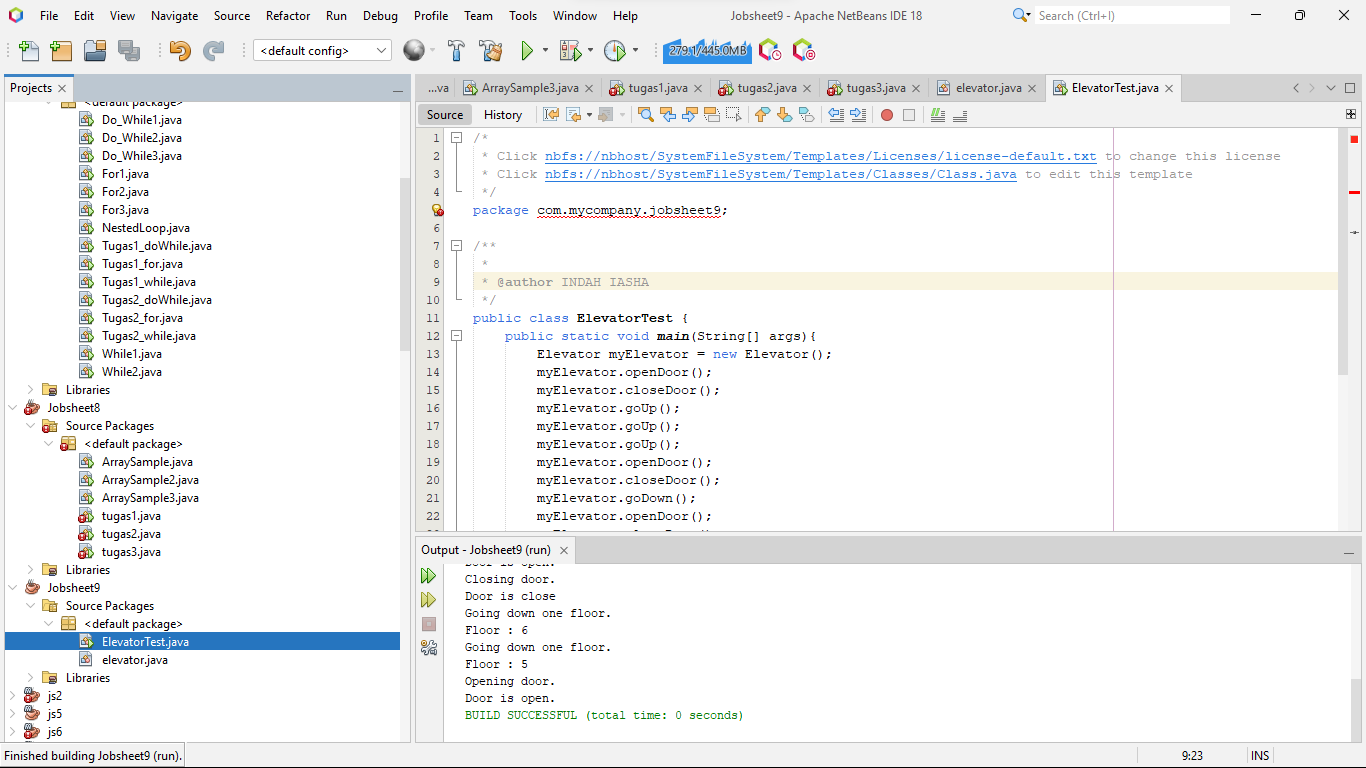 File Edit View Navigate Source Refactor Run Debug Profile Team Tools Window Help
Jobsheet9 - Apache NetBeans IDE 18
Search (Ctrl+I)
<default config>
279.1/445.0MB
Projects
<default package>
Do_While1.java
Do_While2.java
Do_While3.java
For1.java
For2.java
For3.java
NestedLoop.java
Tugas1_doWhile.java
Tugas1_for.java
Tugas1_while.java
Tugas2_doWhile.java
Tugas2_for.java
Tugas2_while.java
While1.java
While2.java
Libraries
Jobsheet8
Source Packages
<default package>
ArraySample.java
ArraySample2.java
ArraySample3.java
tugas1.java
tugas2.java
tugas3.java
Libraries
Jobsheet9
Source Packages
<default package>
ElevatorTest.java
elevator.java
Libraries
js2
js5
js6
...va ArraySample3.java tugas1.java tugas2.java tugas3.java elevator.java ElevatorTest.java
Source History
1 /*
2 * Click nbfs://nbhost/SystemFileSystem/Templates/Licenses/license-default.txt to change this license
3 * Click nbfs://nbhost/SystemFileSystem/Templates/Classes/Class.java to edit this template
4 */
package com.mycompany.jobsheet9;
6
7 /**
8 *
9 * @author INDAH IASHA
10 */
11 public class ElevatorTest {
12 public static void main(String[] args){
13 Elevator myElevator = new Elevator();
14 myElevator.openDoor();
15 myElevator.closeDoor();
16 myElevator.goUp();
17 myElevator.goUp();
18 myElevator.goUp();
19 myElevator.openDoor();
20 myElevator.closeDoor();
21 myElevator.goDown();
22 myElevator.openDoor();
Output - Jobsheet9 (run)
Door is open.
Closing door.
Door is close
Going down one floor.
Floor : 6
Going down one floor.
Floor : 5
Opening door.
Door is open.
BUILD SUCCESSFUL (total time: 0 seconds)
Finished building Jobsheet9 (run).
9:23 INS